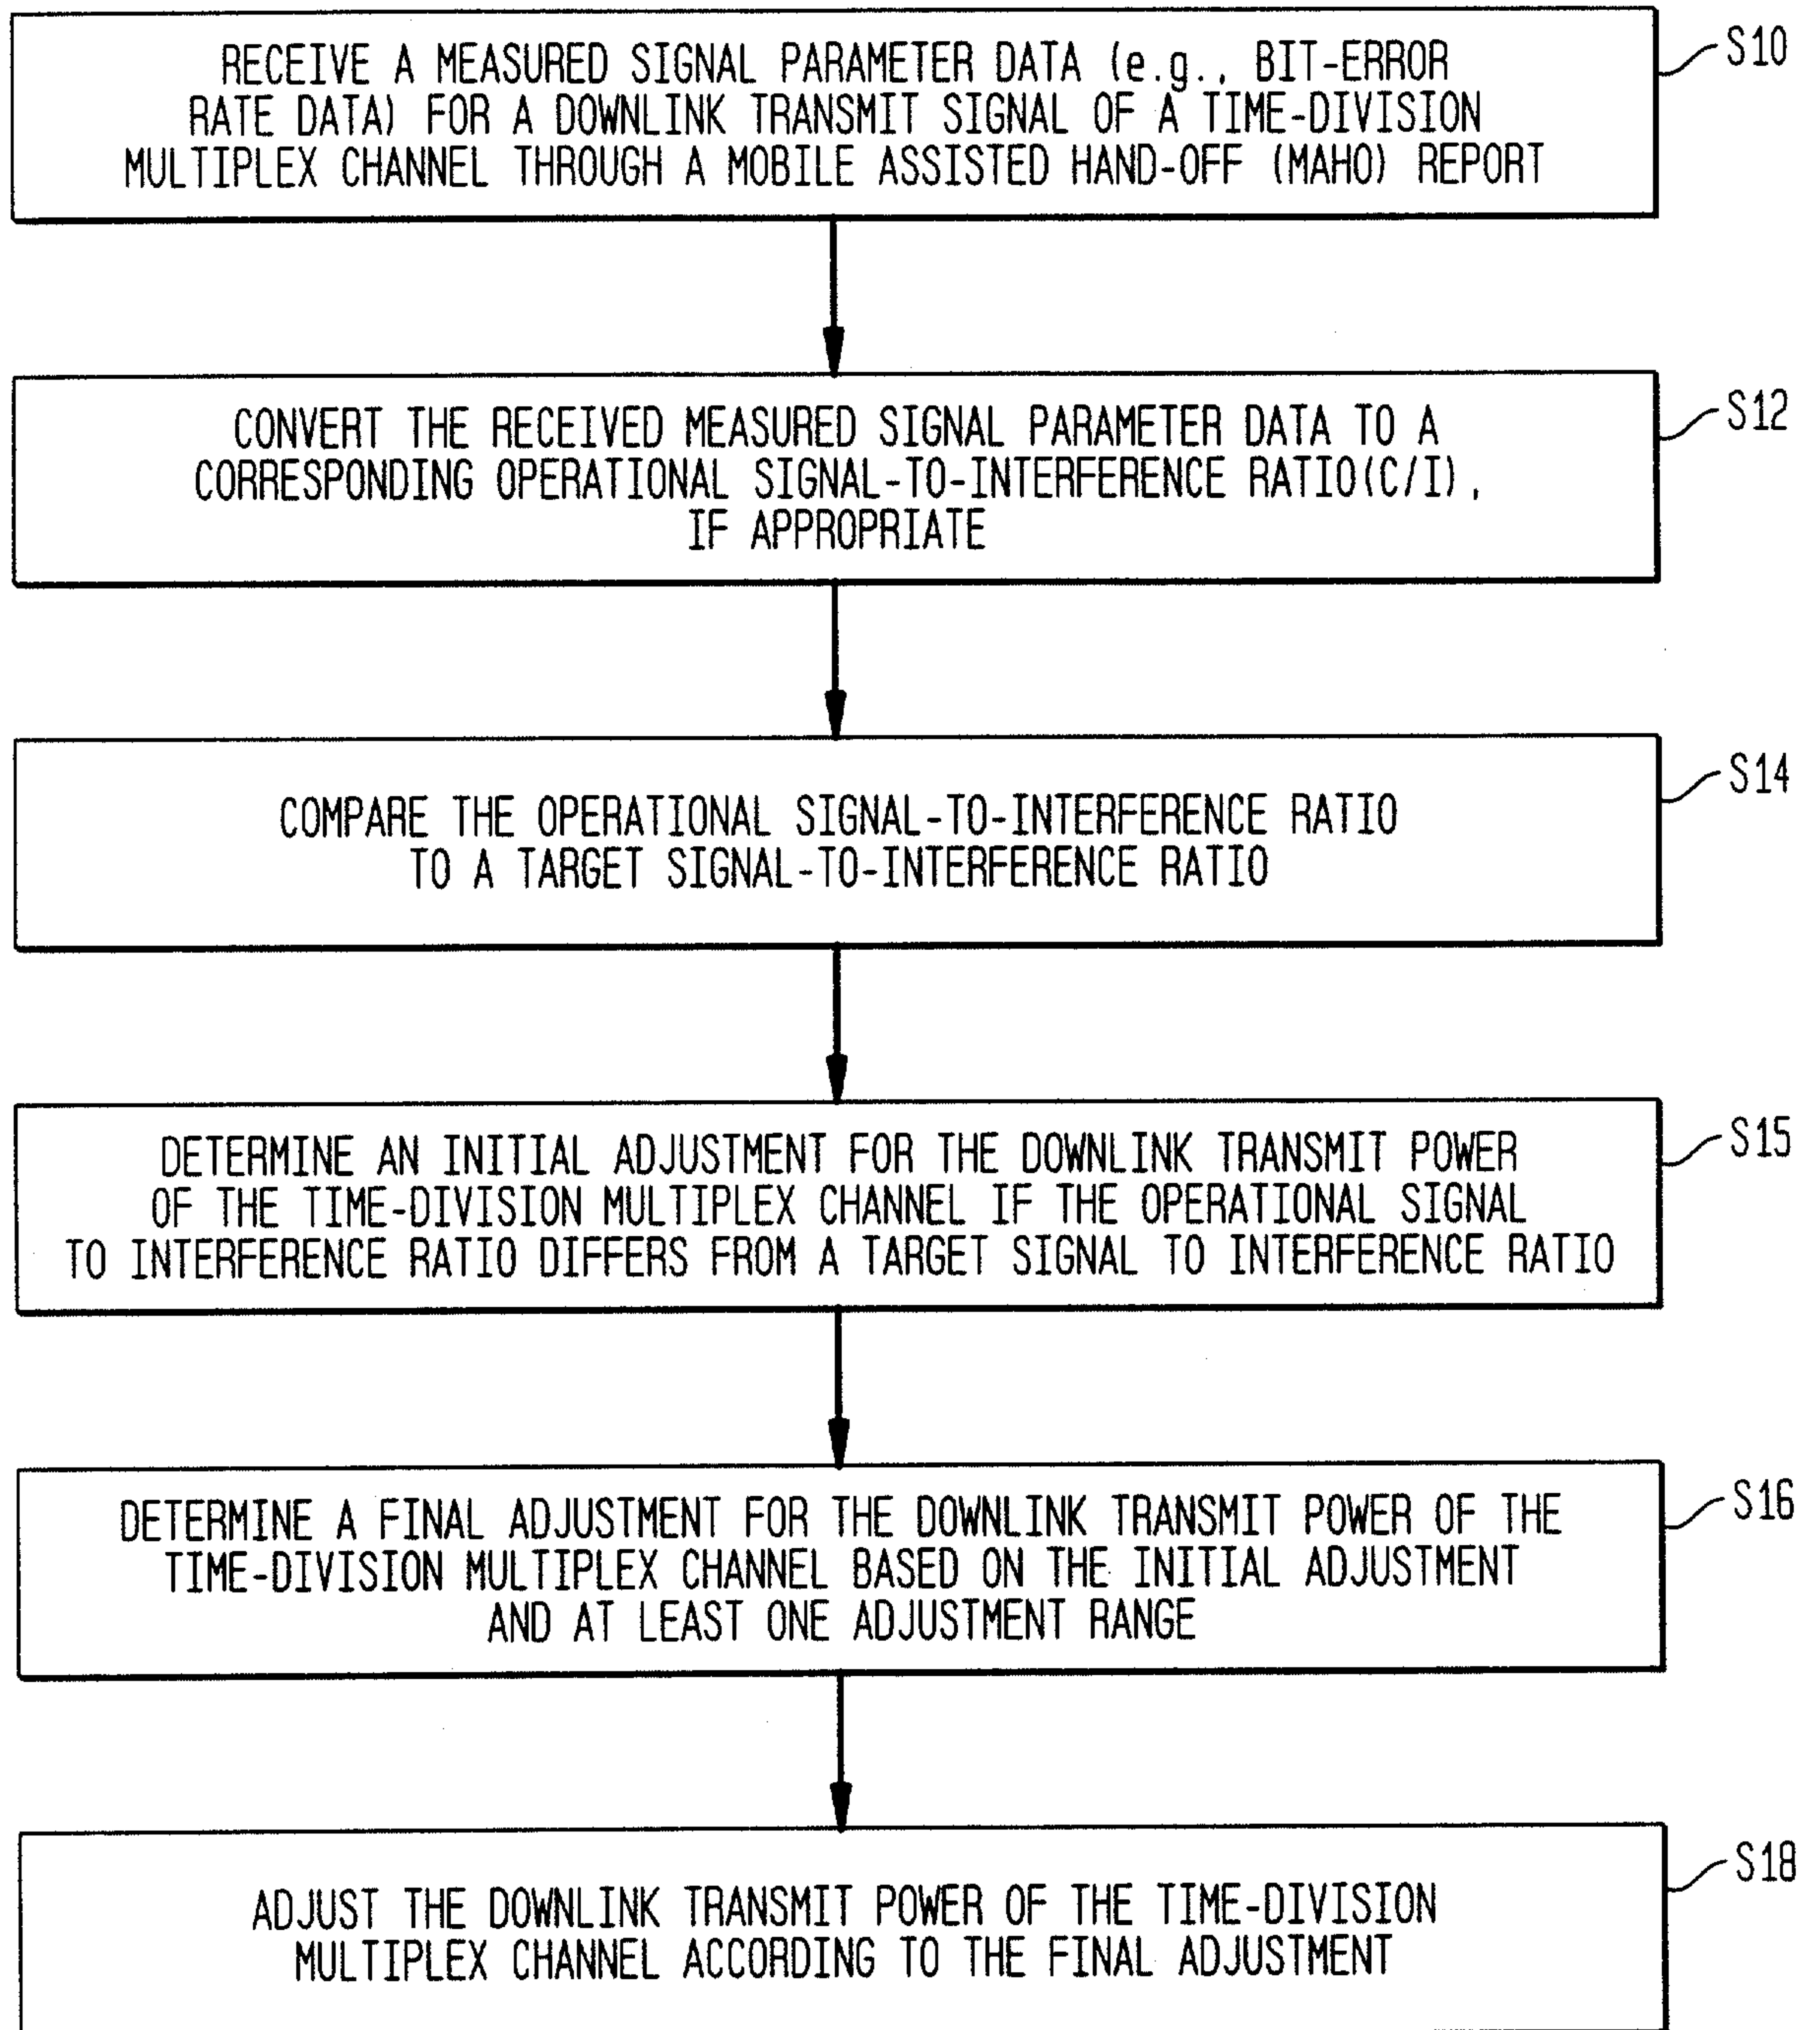 RECEIVE A MEASURED SIGNAL PARAMETER DATA (e.g., BIT-ERROR
RATE DATA) FOR A DOWNLINK TRANSMIT SIGNAL OF A TIME-DIVISION
MULTIPLEX CHANNEL THROUGH A MOBILE ASSISTED HAND-OFF (MAHO) REPORT
S10
CONVERT THE RECEIVED MEASURED SIGNAL PARAMETER DATA TO A
CORRESPONDING OPERATIONAL SIGNAL-TO-INTERFERENCE RATIO(C/I),
IF APPROPRIATE
S12
COMPARE THE OPERATIONAL SIGNAL-TO-INTERFERENCE RATIO
TO A TARGET SIGNAL-TO-INTERFERENCE RATIO
S14
DETERMINE AN INITIAL ADJUSTMENT FOR THE DOWNLINK TRANSMIT POWER
OF THE TIME-DIVISION MULTIPLEX CHANNEL IF THE OPERATIONAL SIGNAL
TO INTERFERENCE RATIO DIFFERS FROM A TARGET SIGNAL TO INTERFERENCE RATIO
S15
DETERMINE A FINAL ADJUSTMENT FOR THE DOWNLINK TRANSMIT POWER OF THE
TIME-DIVISION MULTIPLEX CHANNEL BASED ON THE INITIAL ADJUSTMENT
AND AT LEAST ONE ADJUSTMENT RANGE
S16
ADJUST THE DOWNLINK TRANSMIT POWER OF THE TIME-DIVISION
MULTIPLEX CHANNEL ACCORDING TO THE FINAL ADJUSTMENT
S18